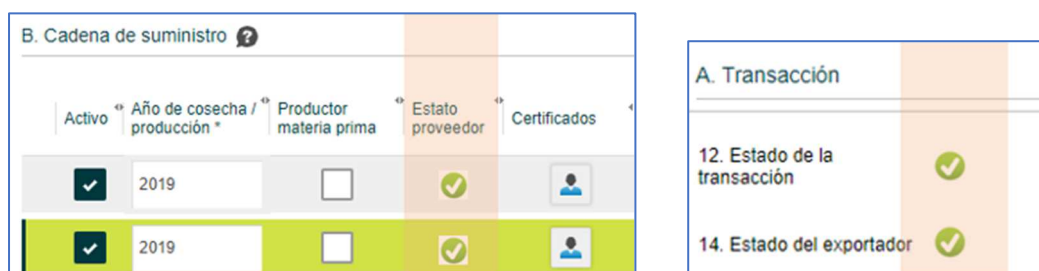 B. Cadena de suministro
Activo
Año de cosecha /
producción *
Productor
materia prima
Estato
proveedor
Certificados
2019
2019
A. Transacción
12. Estado de la
transacción
14. Estado del exportador